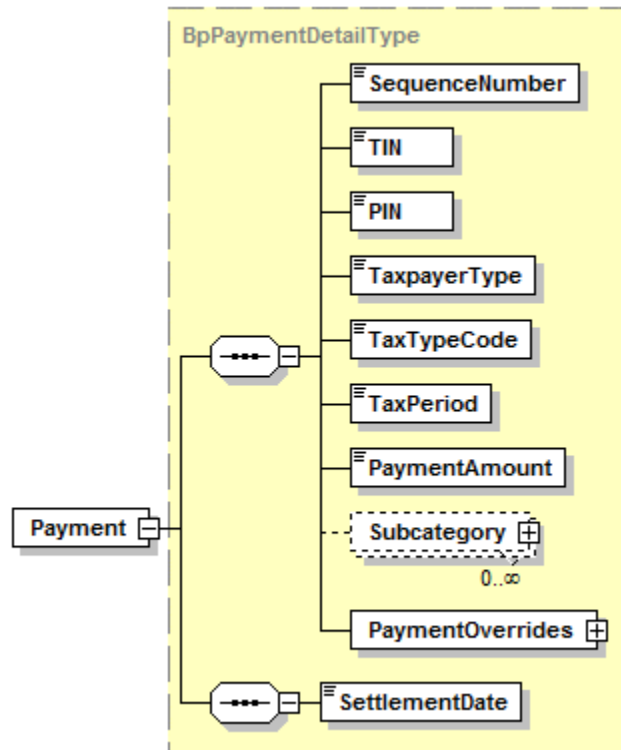 BpPaymentDetailType
SequenceNumber
TIN
PIN
TaxpayerType
TaxTypeCode
TaxPeriod
PaymentAmount
Payment
Subcategory
0..∞
PaymentOverrides
SettlementDate